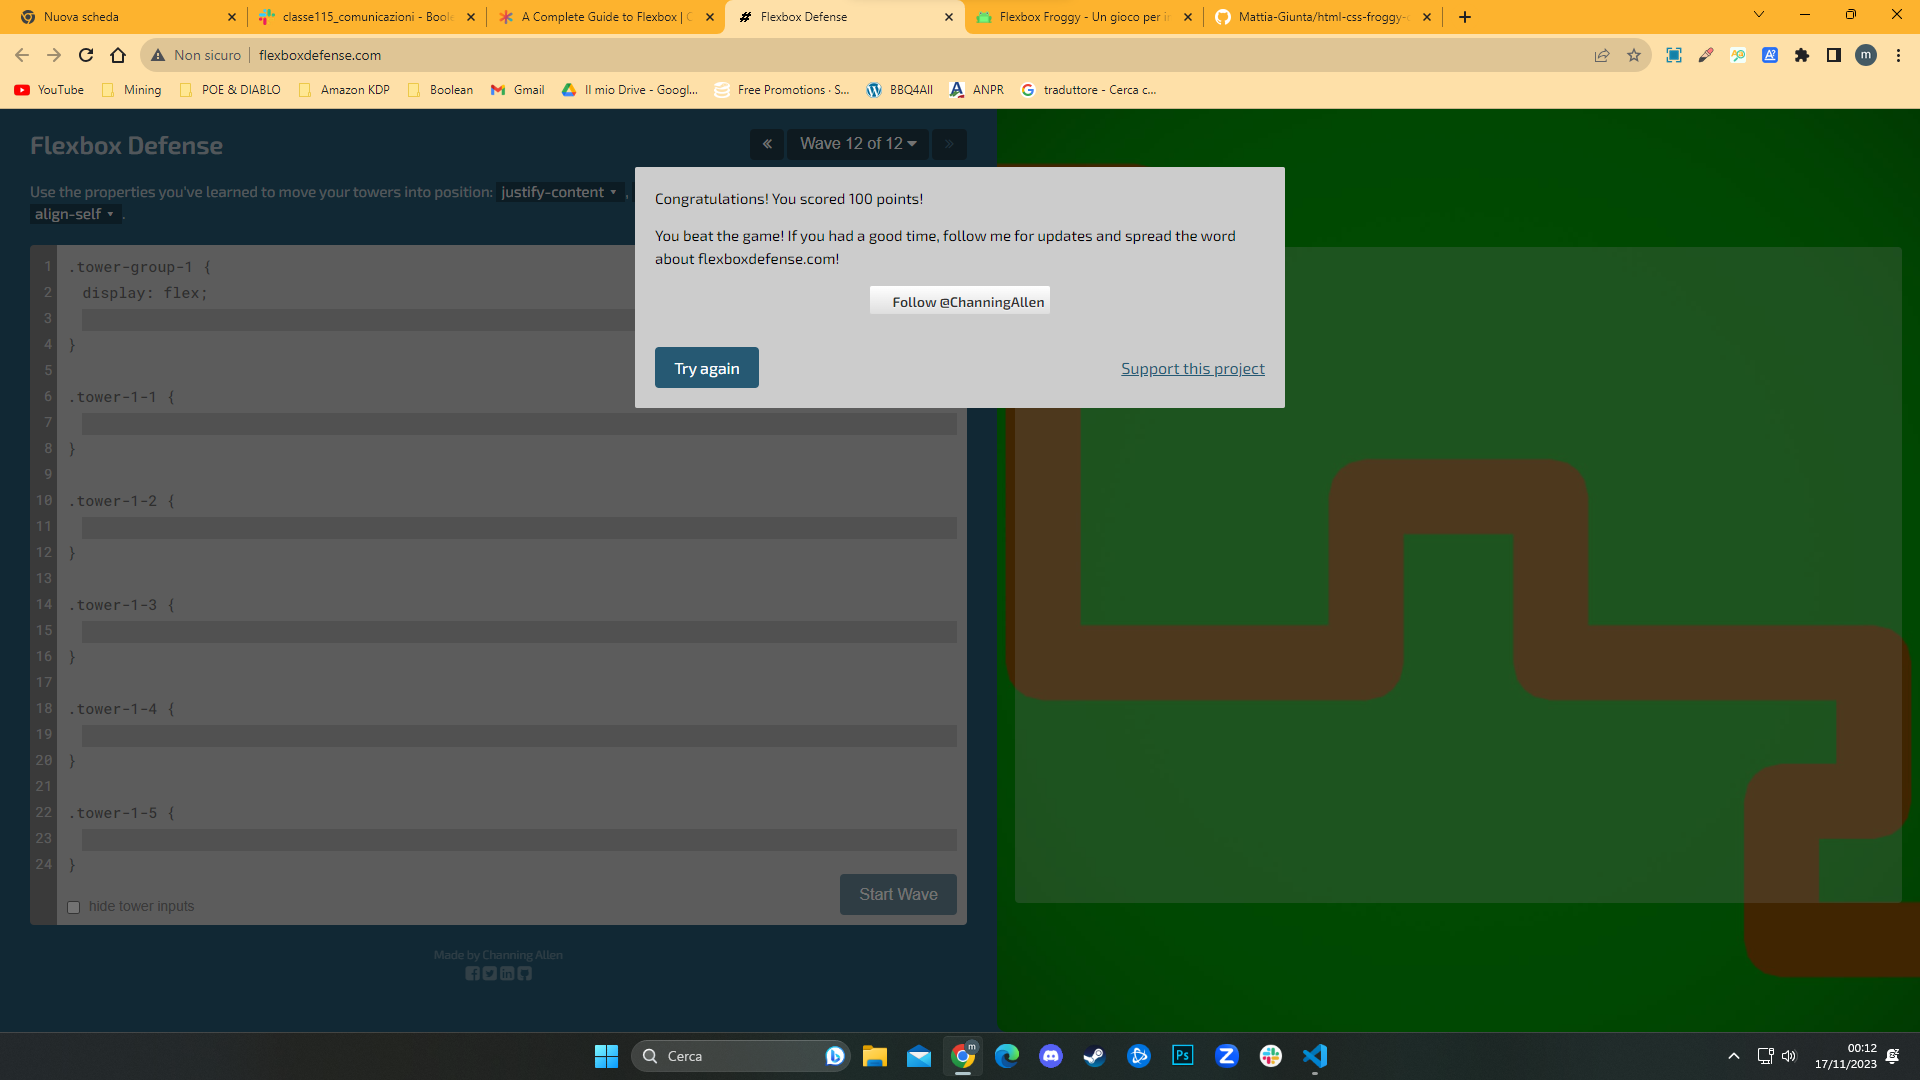 Nuova scheda
classe115_comunicazioni - Boole
A Complete Guide to Flexbox | C
Flexbox Defense
Flexbox Froggy - Un gioco per i
Mattia-Giunta/html-css-froggy-
Non sicuro
flexboxdefense.com
YouTube
Mining
POE & DIABLO
Amazon KDP
Boolean
Gmail
Il mio Drive - Googl...
Free Promotions · S...
BBQ4All
ANPR
traduttore - Cerca c...
Flexbox Defense
« Wave 12 of 12 »
Use the properties you've learned to move your towers into position: justify-content ,
align-self .
1 .tower-group-1 {
2 display: flex;
3
4 }
5
6 .tower-1-1 {
7
8 }
9
10 .tower-1-2 {
11
12 }
13
14 .tower-1-3 {
15
16 }
17
18 .tower-1-4 {
19
20 }
21
22 .tower-1-5 {
23
24 }
hide tower inputs
Start Wave
Made by Channing Allen
Congratulations! You scored 100 points!
You beat the game! If you had a good time, follow me for updates and spread the word
about flexboxdefense.com!
Follow @ChanningAllen
Try again
Support this project
Cerca
00:12
17/11/2023